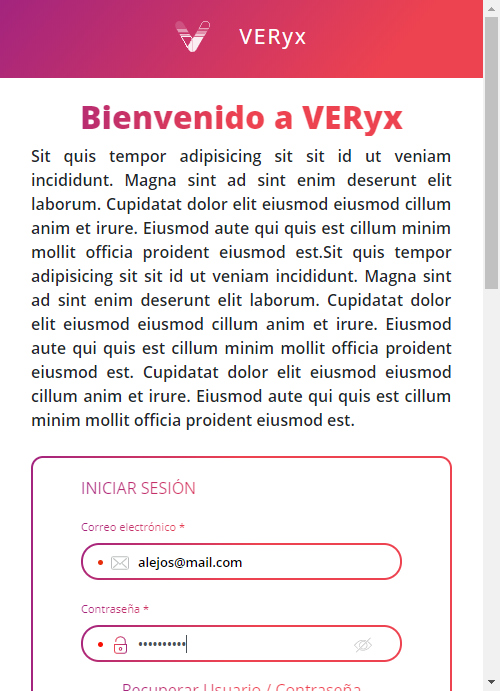 VERyx
Bienvenido a VERyx
Sit quis tempor adipisicing sit sit id ut veniam
incididunt. Magna sint ad sint enim deserunt elit
laborum. Cupidatat dolor elit eiusmod eiusmod cillum
anim et irure. Eiusmod aute qui quis est cillum minim
mollit officia proident eiusmod est.Sit quis tempor
adipisicing sit sit id ut veniam incididunt. Magna sint
ad sint enim deserunt elit laborum. Cupidatat dolor
elit eiusmod eiusmod cillum anim et irure. Eiusmod
aute qui quis est cillum minim mollit officia proident
eiusmod est. Cupidatat dolor elit eiusmod eiusmod
cillum anim et irure. Eiusmod aute qui quis est cillum
minim mollit officia proident eiusmod est.
INICIAR SESIÓN
Correo electrónico *
alejos@mail.com
Contraseña *
••••••••••
Recuperar Usuario / Contraseña